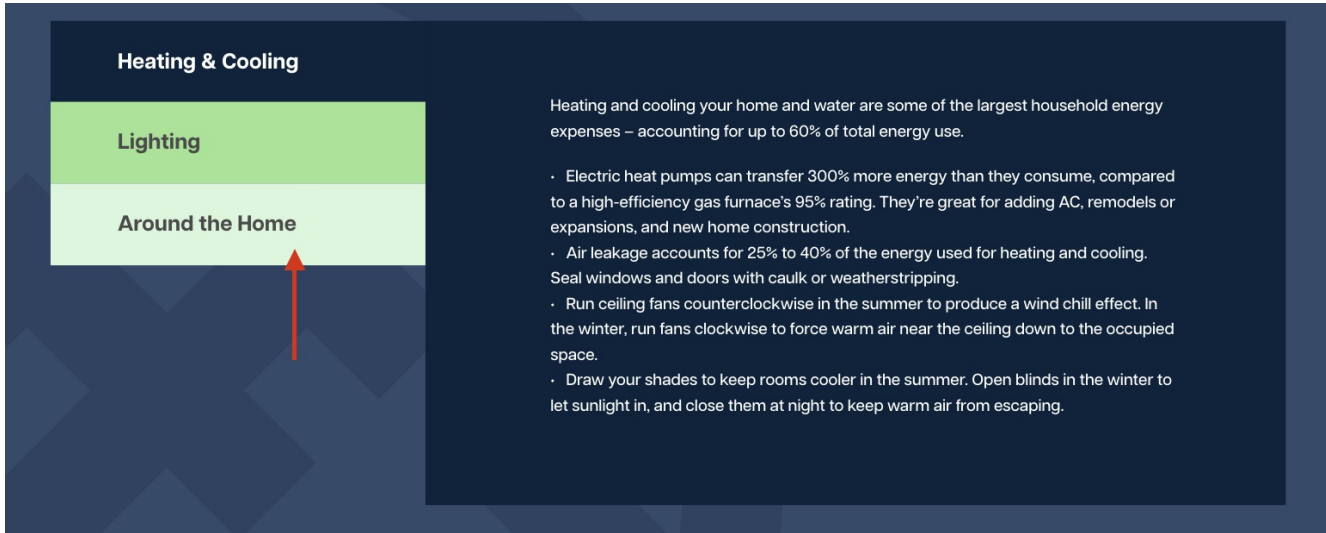 Heating & Cooling
Lighting
Around the Home
Heating and cooling your home and water are some of the largest household energy
expenses – accounting for up to 60% of total energy use.
· Electric heat pumps can transfer 300% more energy than they consume, compared
to a high-efficiency gas furnace’s 95% rating. They’re great for adding AC, remodels or
expansions, and new home construction.
· Air leakage accounts for 25% to 40% of the energy used for heating and cooling.
Seal windows and doors with caulk or weatherstripping.
· Run ceiling fans counterclockwise in the summer to produce a wind chill effect. In
the winter, run fans clockwise to force warm air near the ceiling down to the occupied
space.
· Draw your shades to keep rooms cooler in the summer. Open blinds in the winter to
let sunlight in, and close them at night to keep warm air from escaping.